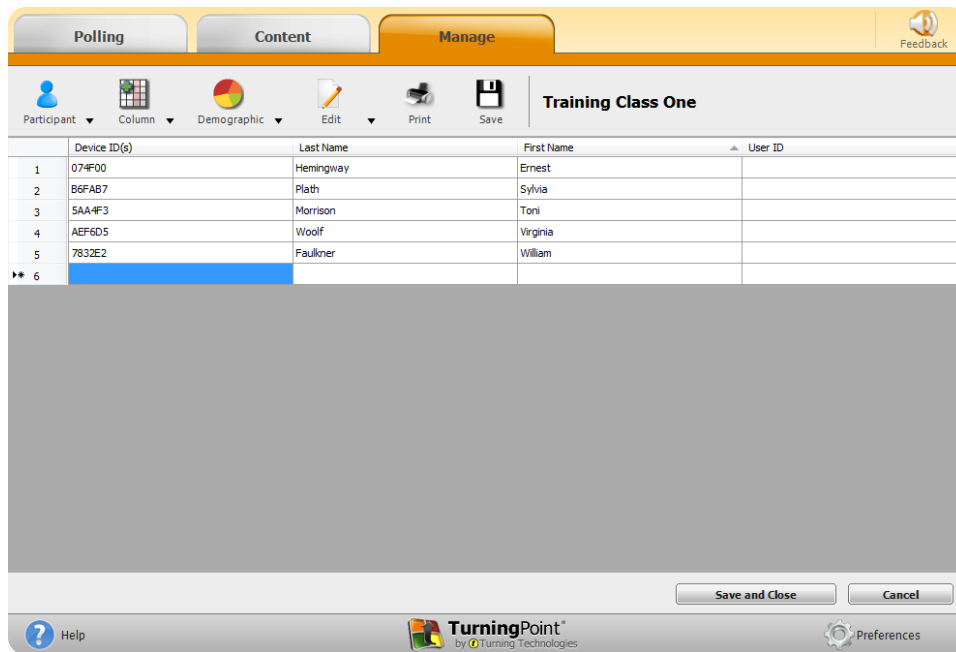 Polling Content Manage
Feedback
Participant Column Demographic Edit Print Save Training Class One
Device ID(s) Last Name First Name User ID
1 074F00 Hemingway Ernest
2 B6FAB7 Plath Sylvia
3 5AA4F3 Morrison Toni
4 AEF6D5 Woolf Virginia
5 7832E2 Faulkner William
6
Save and Close Cancel
Help TurningPoint® Preferences
by Turning Technologies